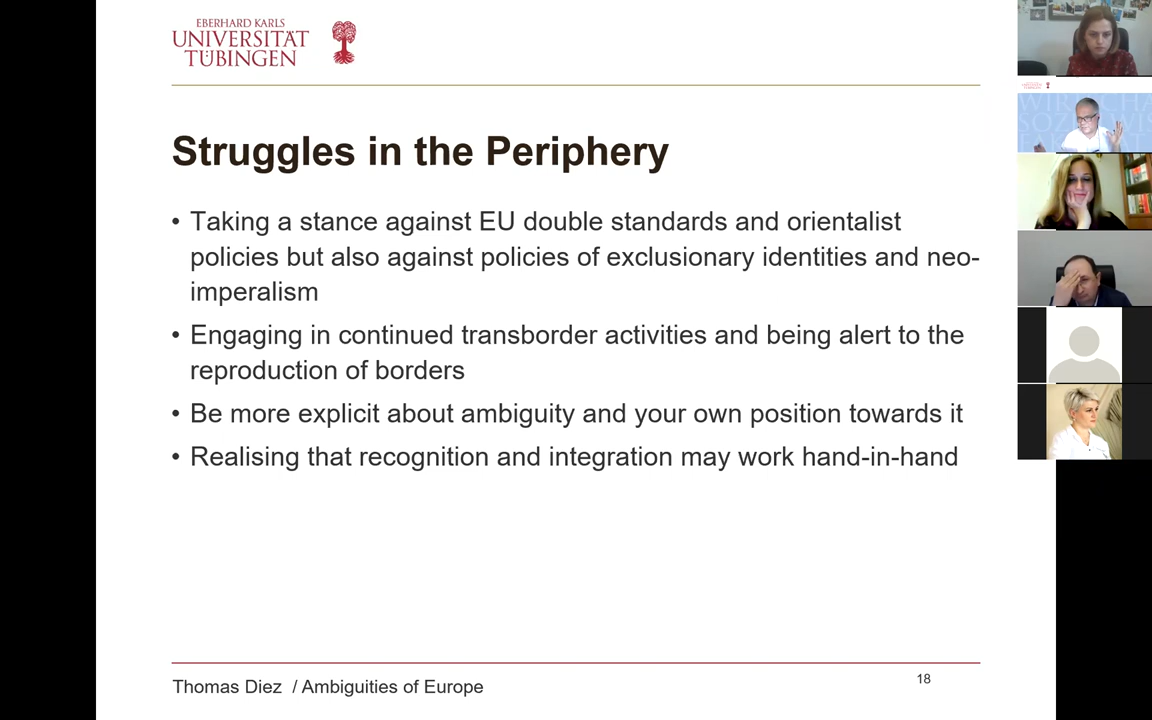 EBERHARD KARLS
UNIVERSITÄT
TÜBINGEN
Struggles in the Periphery
• Taking a stance against EU double standards and orientalist
policies but also against policies of exclusionary identities and neo-
imperalism
• Engaging in continued transborder activities and being alert to the
reproduction of borders
• Be more explicit about ambiguity and your own position towards it
• Realising that recognition and integration may work hand-in-hand
Thomas Diez / Ambiguities of Europe
18